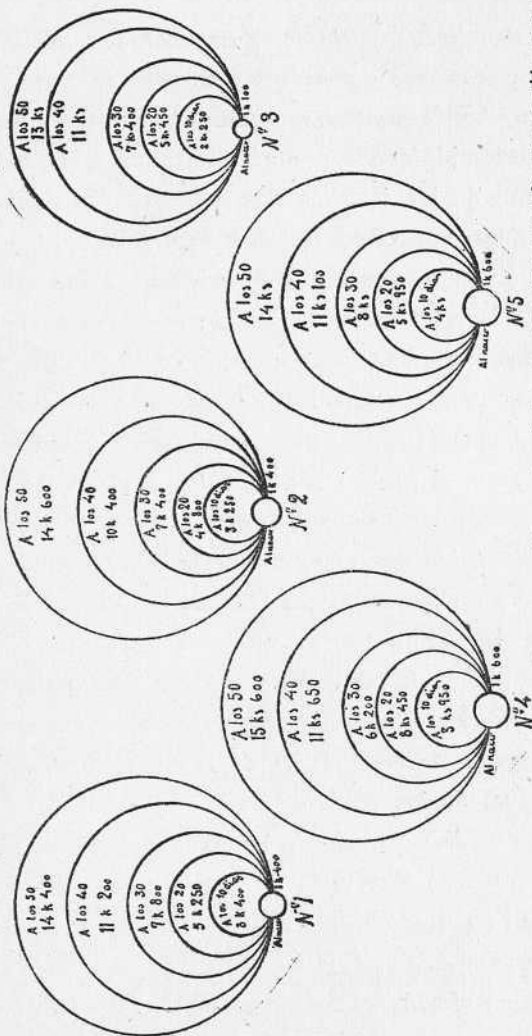 A los 50
13 ks
A los 40
11 ks
A los 30
7 k 400
A los 20
5 k 450
A los 10 dias
2 k 250
Al nacer 1 k 100
Nº 3
A los 50
14 ks
A los 40
11 ks 100
A los 30
8 ks
A los 20
5 ks 950
A los 10 dias
4 ks
Al nacer 1 k 600
Nº 5
A los 50
14 k 600
A los 40
10 k 400
A los 30
7 k 400
A los 20
4 k 800
A los 10 dias
3 k 250
Al nacer 1 k 400
Nº 2
A los 50
15 ks 600
A los 40
11 ks 650
A los 30
6 k 200
A los 20
8 ks 450
A los 10 dias
3 ks 950
Al nacer 1 k 600
Nº 4
A los 50
14 k 400
A los 40
11 k 200
A los 30
7 k 800
A los 20
5 k 250
A los 10 dias
3 k 400
Al nacer 1 k 400
Nº 1